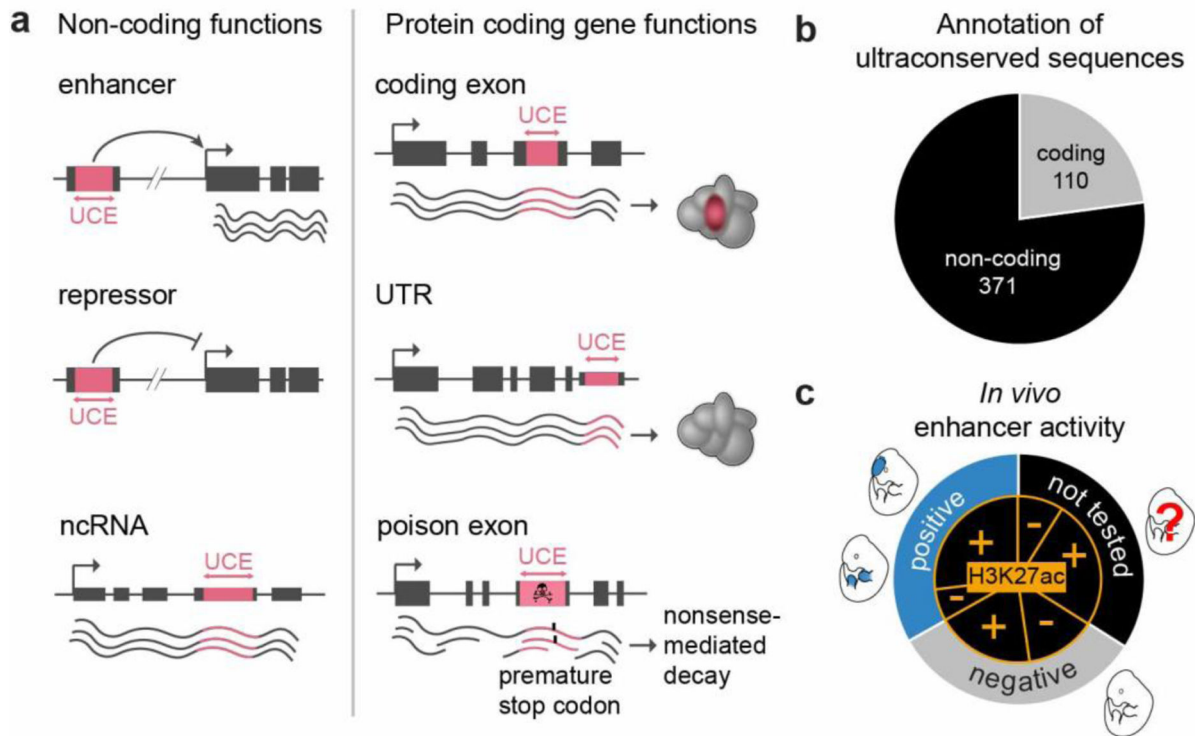 a
Non-coding functions
enhancer
UCE
repressor
UCE
ncRNA
UCE
Protein coding gene functions
coding exon
UCE
UTR
UCE
poison exon
UCE
premature
stop codon
nonsense-
mediated
decay
b
Annotation of
ultraconserved sequences
coding
110
non-coding
371
c
In vivo
enhancer activity
positive
not tested
negative
H3K27ac
+
-
+
-
+
-
?